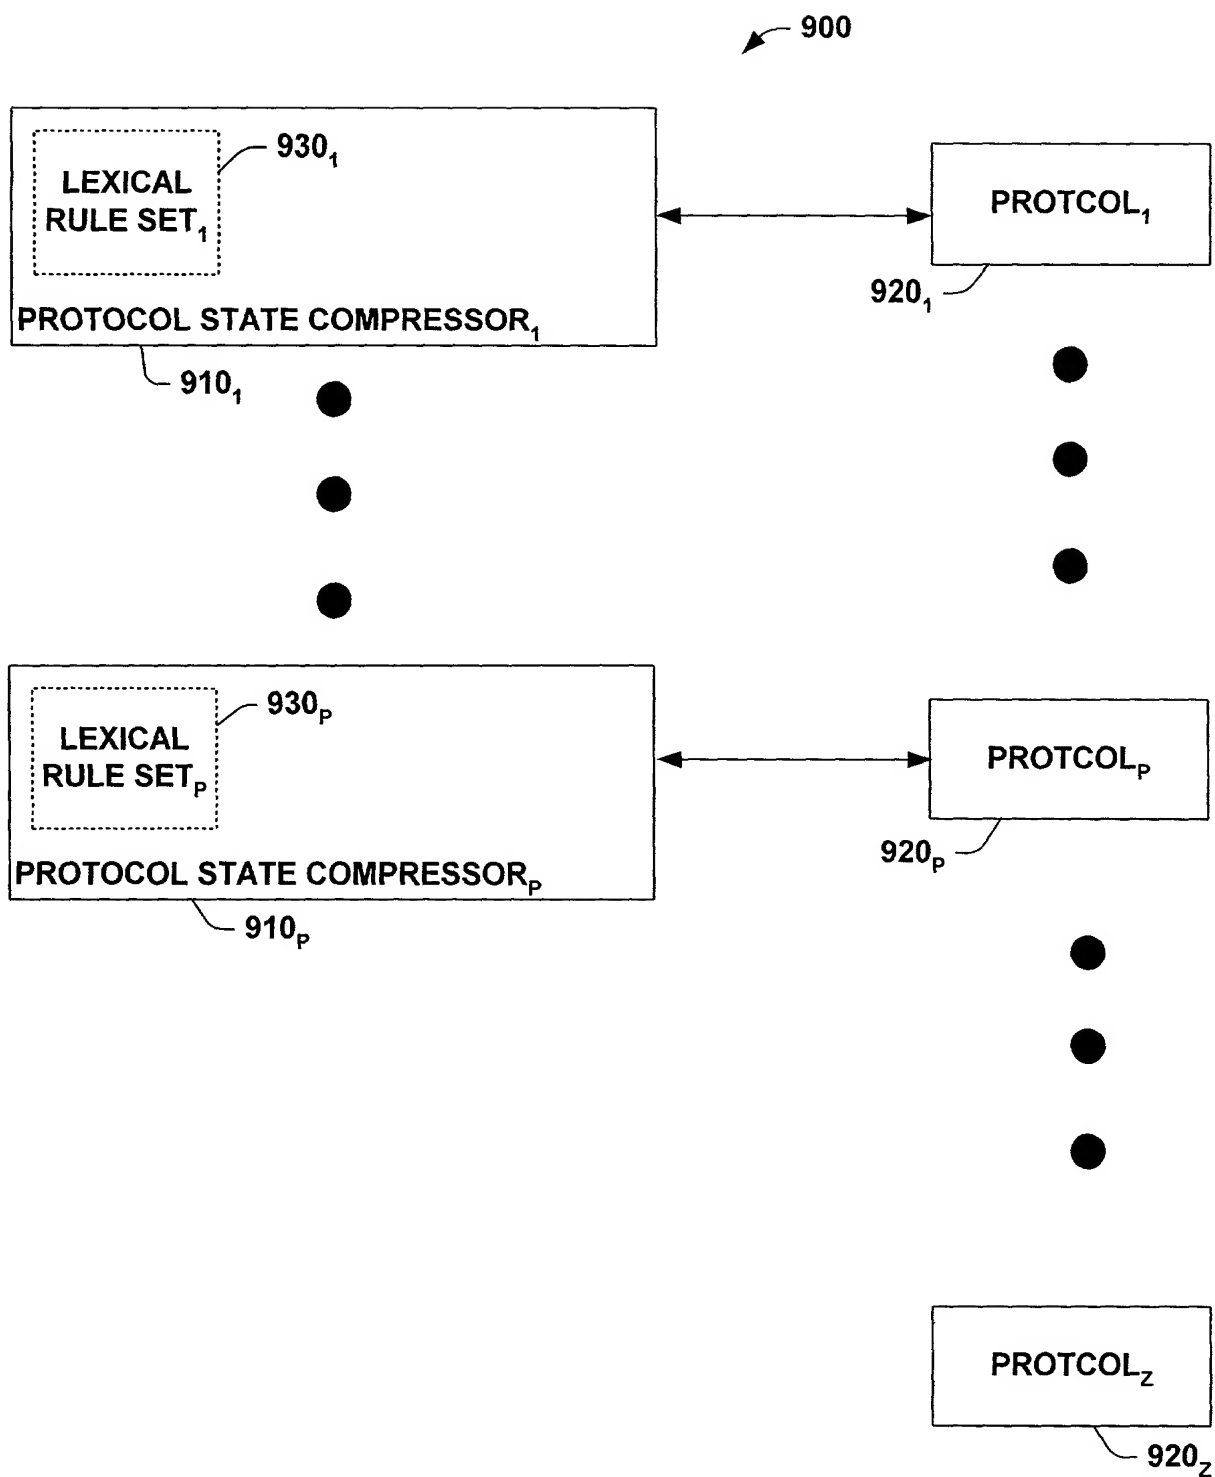 900
930₁
LEXICAL
RULE SET₁
PROTOCOL STATE COMPRESSOR₁
910₁
PROTCOL₁
920₁
930P
LEXICAL
RULE SETP
PROTOCOL STATE COMPRESSORP
910P
PROTCOLP
920P
PROTCOLZ
920Z